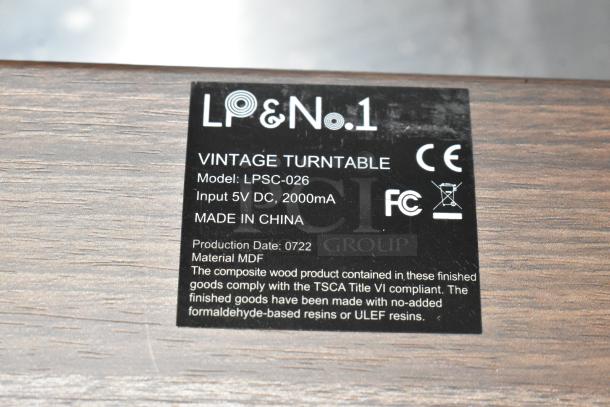 LP&No.1
VINTAGE TURNTABLE
CE
Model: LPSC-026
Input 5V DC, 2000mA
FC
MADE IN CHINA
PCI
GROUP
Production Date: 0722
Material MDF
The composite wood product contained in these finished
goods comply with the TSCA Title VI compliant. The
finished goods have been made with no-added
formaldehyde-based resins or ULEF resins.